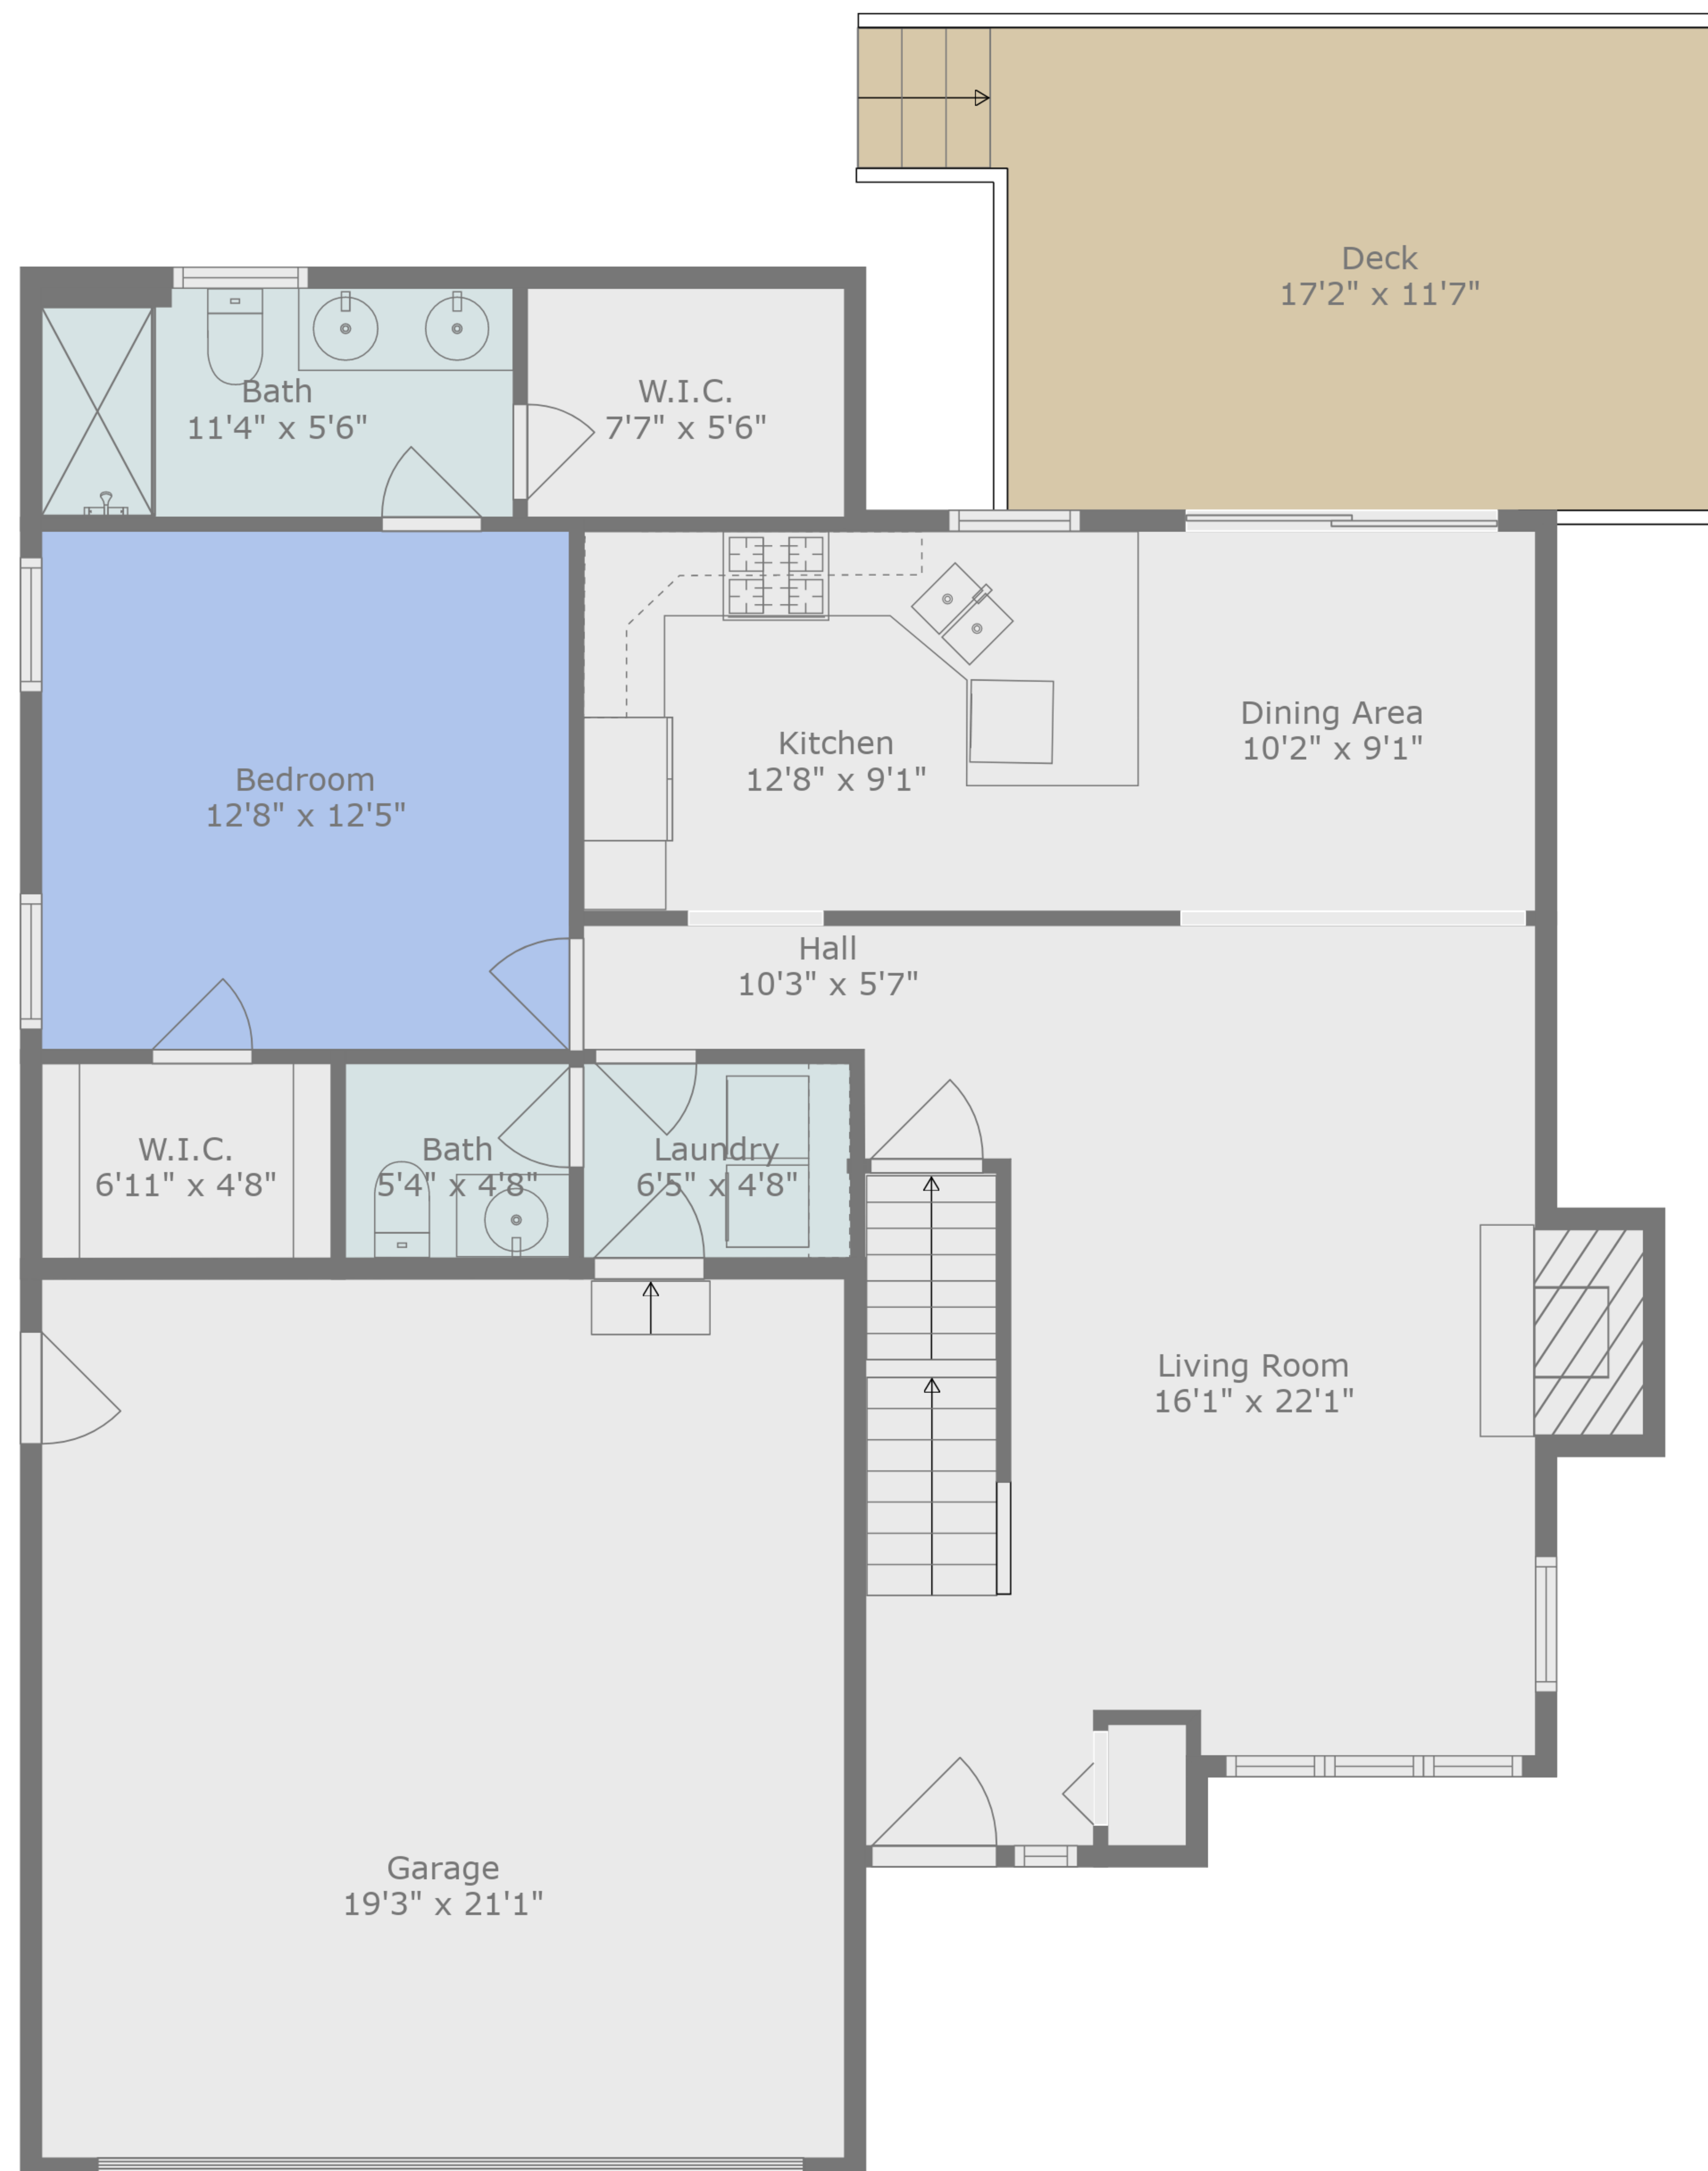 Deck
17'2" x 11'7"
Bath
11'4" x 5'6"
W.I.C.
7'7" x 5'6"
Bedroom
12'8" x 12'5"
Kitchen
12'8" x 9'1"
Dining Area
10'2" x 9'1"
Hall
10'3" x 5'7"
W.I.C.
6'11" x 4'8"
Bath
5'4" x 4'8"
Laundry
6'5" x 4'8"
Living Room
16'1" x 22'1"
Garage
19'3" x 21'1"